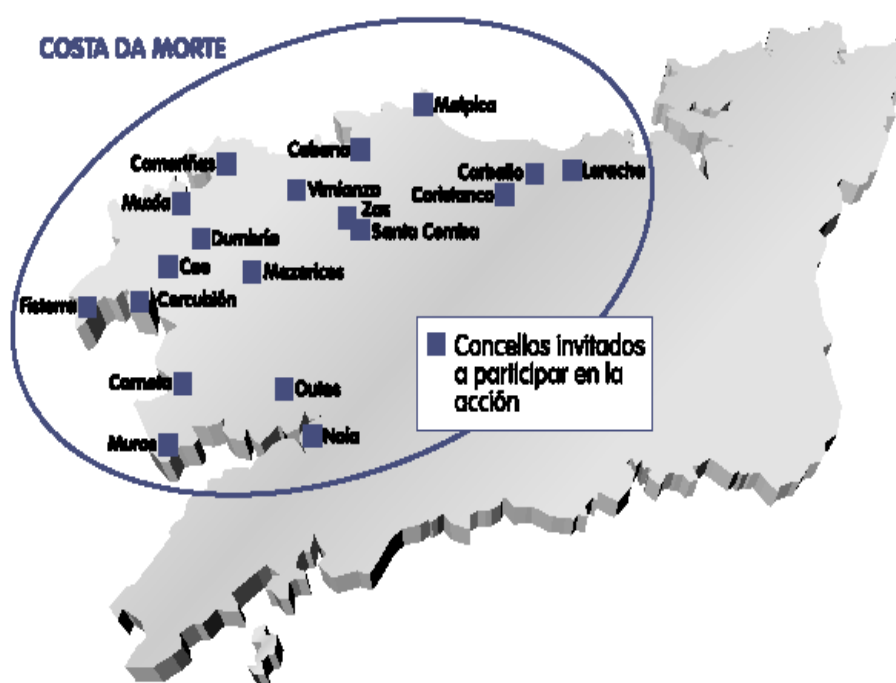 COSTA DA MORTE
Malpica
Cabana
Camariñas
Carballo
Laracha
Vimianzo
Coristanco
Muxía
Zas
Santa Comba
Dumbría
Cee
Mazaricos
Fisterra
Corcubión
Concellos invitados
a participar en la
acción
Carnota
Outes
Muros
Noia